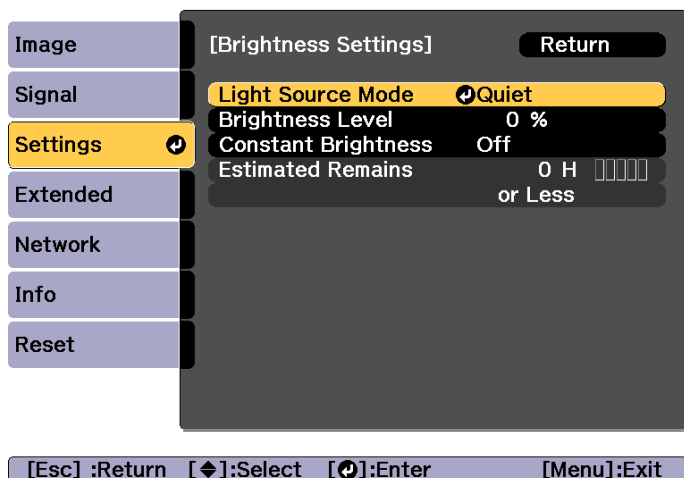 Image
Signal
Settings
Extended
Network
Info
Reset
[Brightness Settings]
Return
Light Source Mode Quiet
Brightness Level 0 %
Constant Brightness Off
Estimated Remains 0 H
or Less
[Esc] :Return [◆]:Select [⏎]:Enter [Menu]:Exit